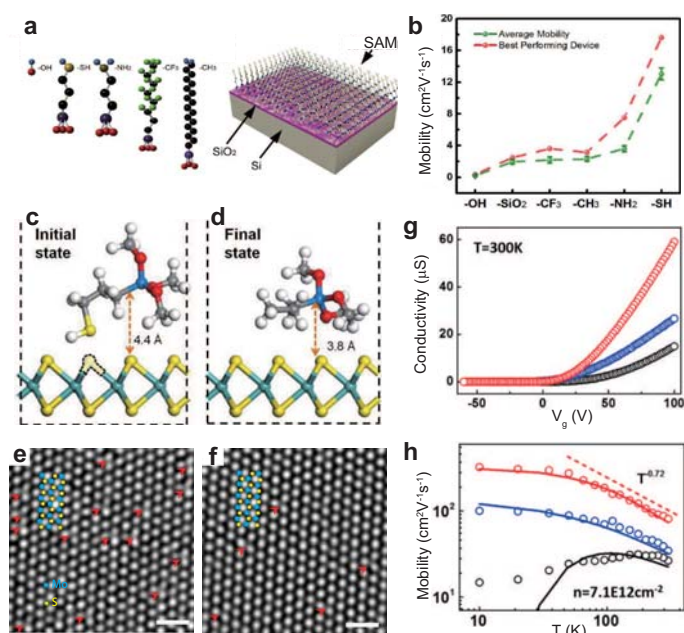 a
-OH
-SH
-NH₂
-CF₃
-CH₃
SAM
SiO₂
Si
b
Average Mobility
Best Performing Device
Mobility (cm²V⁻¹s⁻¹)
20
16
12
8
4
0
-OH
-SiO₂
-CF₃
-CH₃
-NH₂
-SH
c
Initial
state
4.4 Å
d
Final
state
3.8 Å
g
T=300K
Conductivity (µS)
60
40
20
0
-50
0
50
100
V_g (V)
e
Mo
S
f
h
T⁻⁰·⁷²
Mobility (cm²V⁻¹s⁻¹)
10²
10¹
n=7.1E12cm⁻²
10
100
T (K)